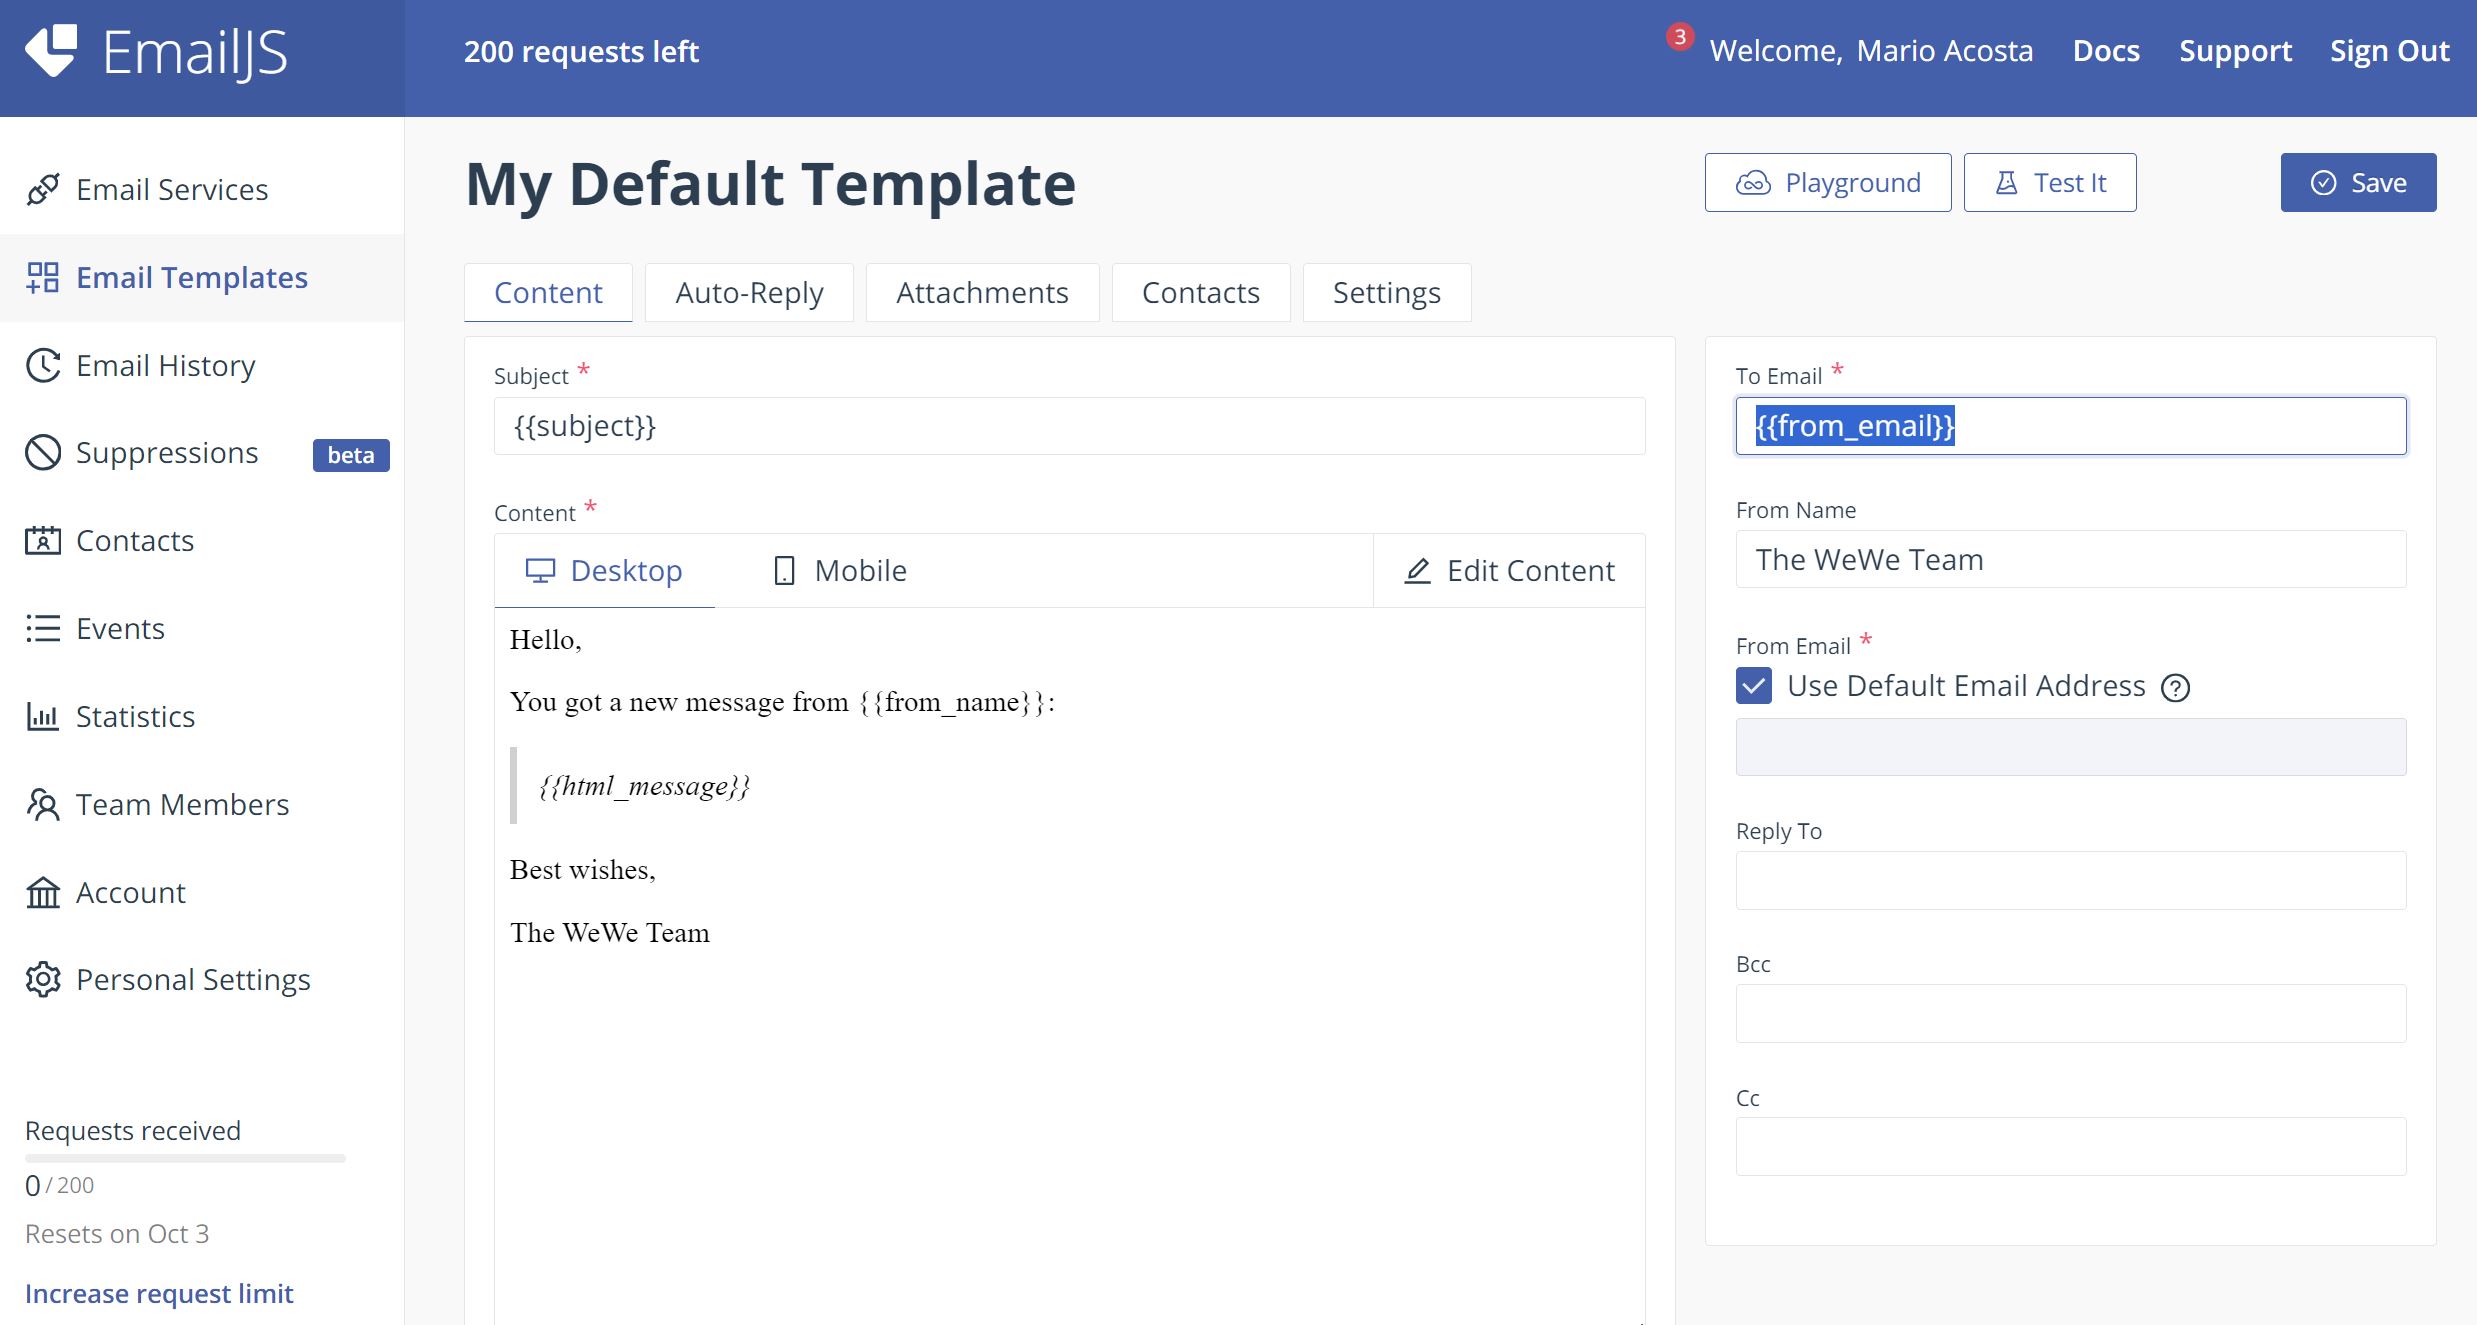 EmailJS
200 requests left
3
Welcome, Mario Acosta
Docs
Support
Sign Out
Email Services
Email Templates
Email History
Suppressions beta
Contacts
Events
Statistics
Team Members
Account
Personal Settings
Requests received
0 / 200
Resets on Oct 3
Increase request limit
My Default Template
Playground
Test It
Save
Content
Auto-Reply
Attachments
Contacts
Settings
Subject *
{{subject}}
Content *
Desktop
Mobile
Edit Content
Hello,
You got a new message from {{from_name}}:
{{html_message}}
Best wishes,
The WeWe Team
To Email *
{{from_email}}
From Name
The WeWe Team
From Email *
Use Default Email Address ?
Reply To
Bcc
Cc